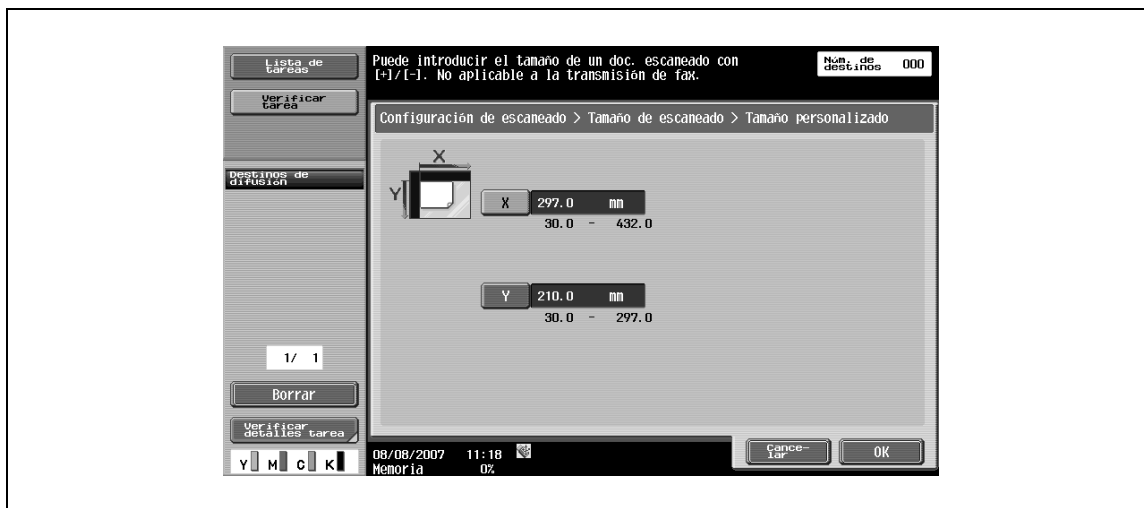 Lista de
tareas
Verificar
tarea
Destinos de
difusión
1/ 1
Borrar
Verificar
detalles tarea
Y M C K
Puede introducir el tamaño de un doc. escaneado con
[+]/[-]. No aplicable a la transmisión de fax.
Núm. de
destinos 000
Configuración de escaneado > Tamaño de escaneado > Tamaño personalizado
X
Y
X 297.0 mm
30.0 - 432.0
Y 210.0 mm
30.0 - 297.0
08/08/2007 11:18
Memoria 0%
Cance-
lar
OK